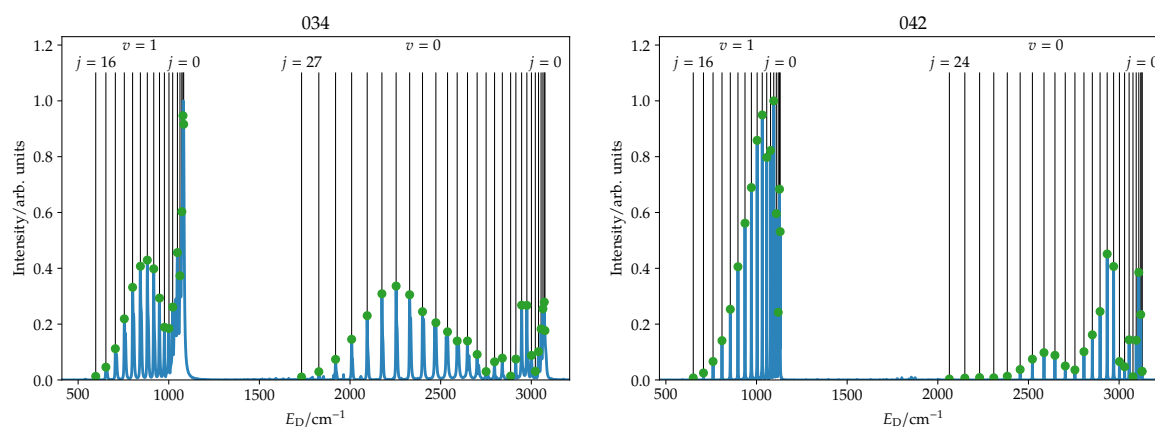 034
v = 1
v = 0
j = 16
j = 0
j = 27
j = 0
1.2
1.0
0.8
0.6
0.4
0.2
0.0
Intensity/arb. units
500
1000
1500
2000
2500
3000
E_D/cm⁻¹
042
v = 1
v = 0
j = 16
j = 0
j = 24
j = 0
1.2
1.0
0.8
0.6
0.4
0.2
0.0
Intensity/arb. units
500
1000
1500
2000
2500
3000
E_D/cm⁻¹